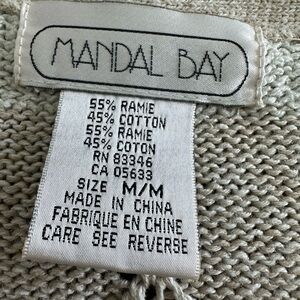 MANDAL BAY
55% RAMIE
45% COTTON
55% RAMIE
45% COTON
RN 83346
CA 05633
SIZE M/M
MADE IN CHINA
FABRIQUE EN CHINE
CARE SEE REVERSE